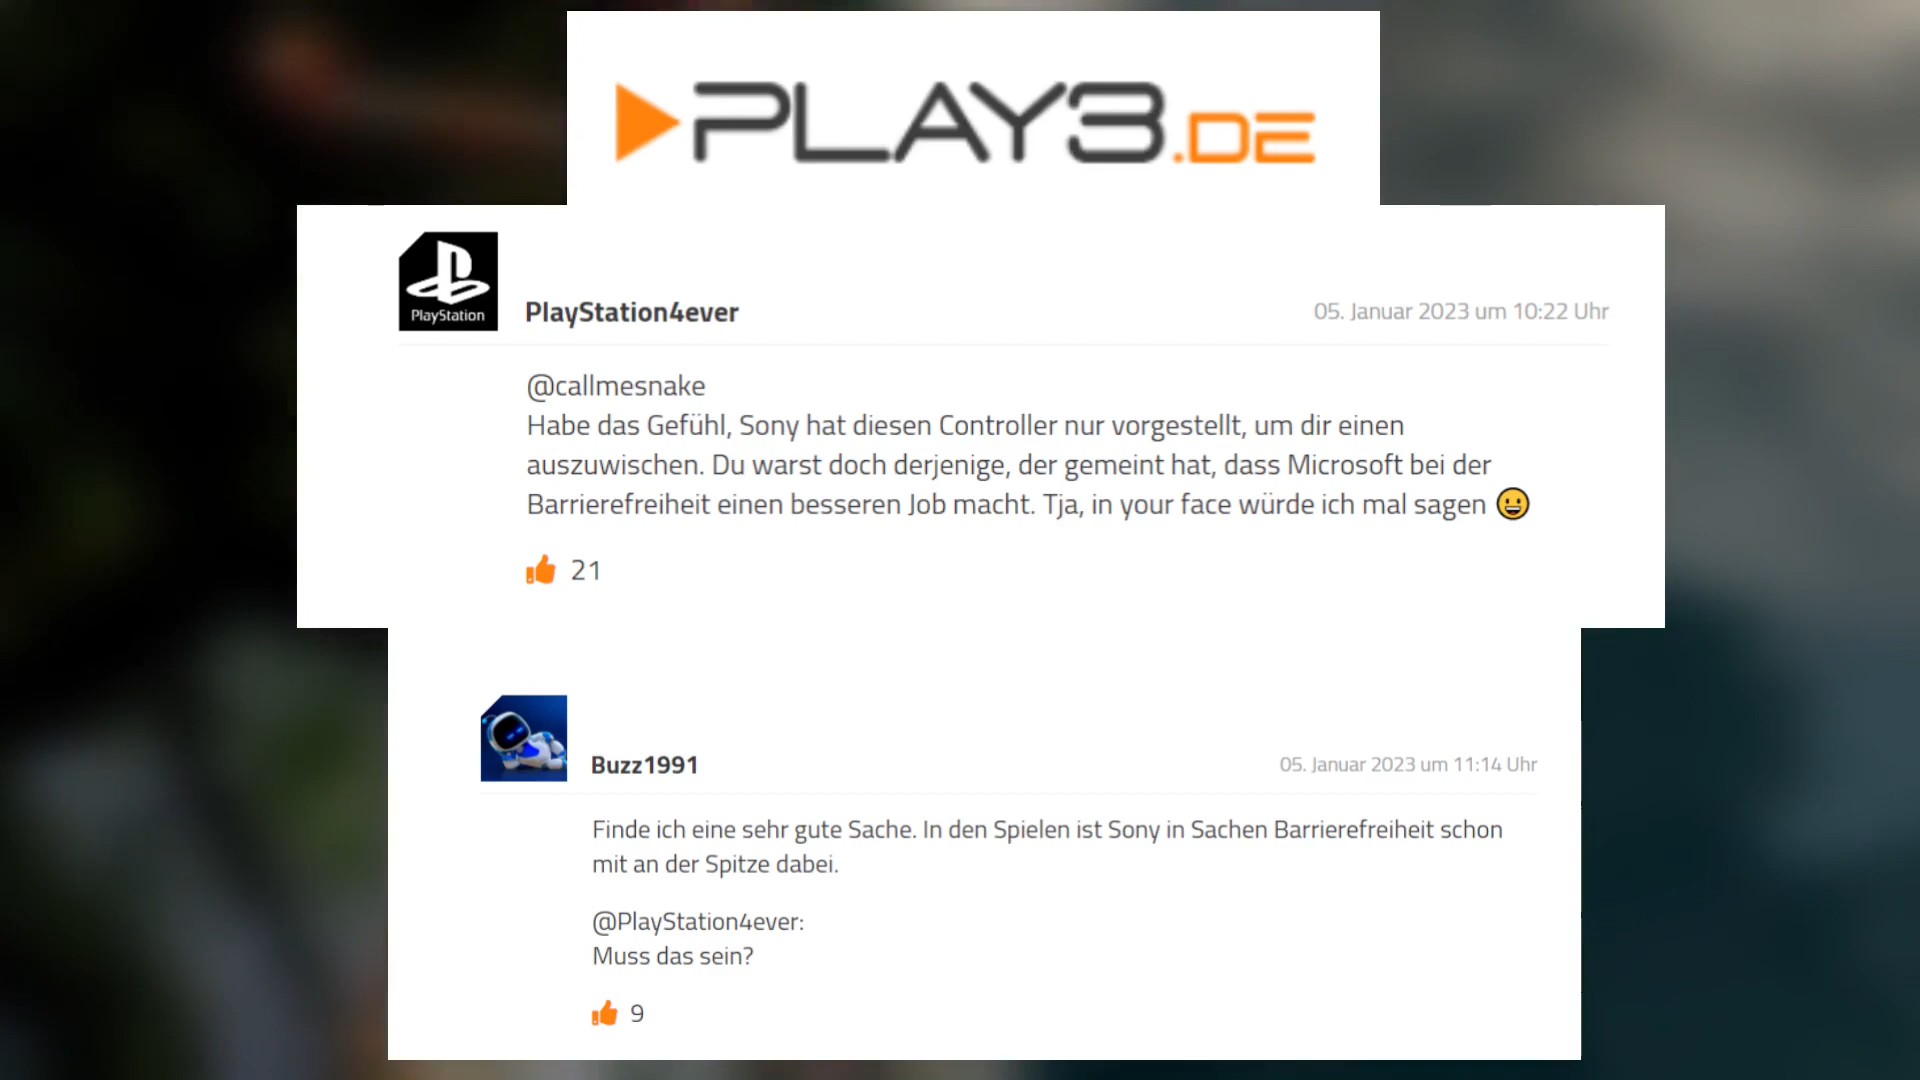 PLAY3.DE
PlayStation
PlayStation4ever
05. Januar 2023 um 10:22 Uhr
@callmesnake
Habe das Gefühl, Sony hat diesen Controller nur vorgestellt, um dir einen
auszuwischen. Du warst doch derjenige, der gemeint hat, dass Microsoft bei der
Barrierefreiheit einen besseren Job macht. Tja, in your face würde ich mal sagen 😀
21
Buzz1991
05. Januar 2023 um 11:14 Uhr
Finde ich eine sehr gute Sache. In den Spielen ist Sony in Sachen Barrierefreiheit schon
mit an der Spitze dabei.
@PlayStation4ever:
Muss das sein?
9